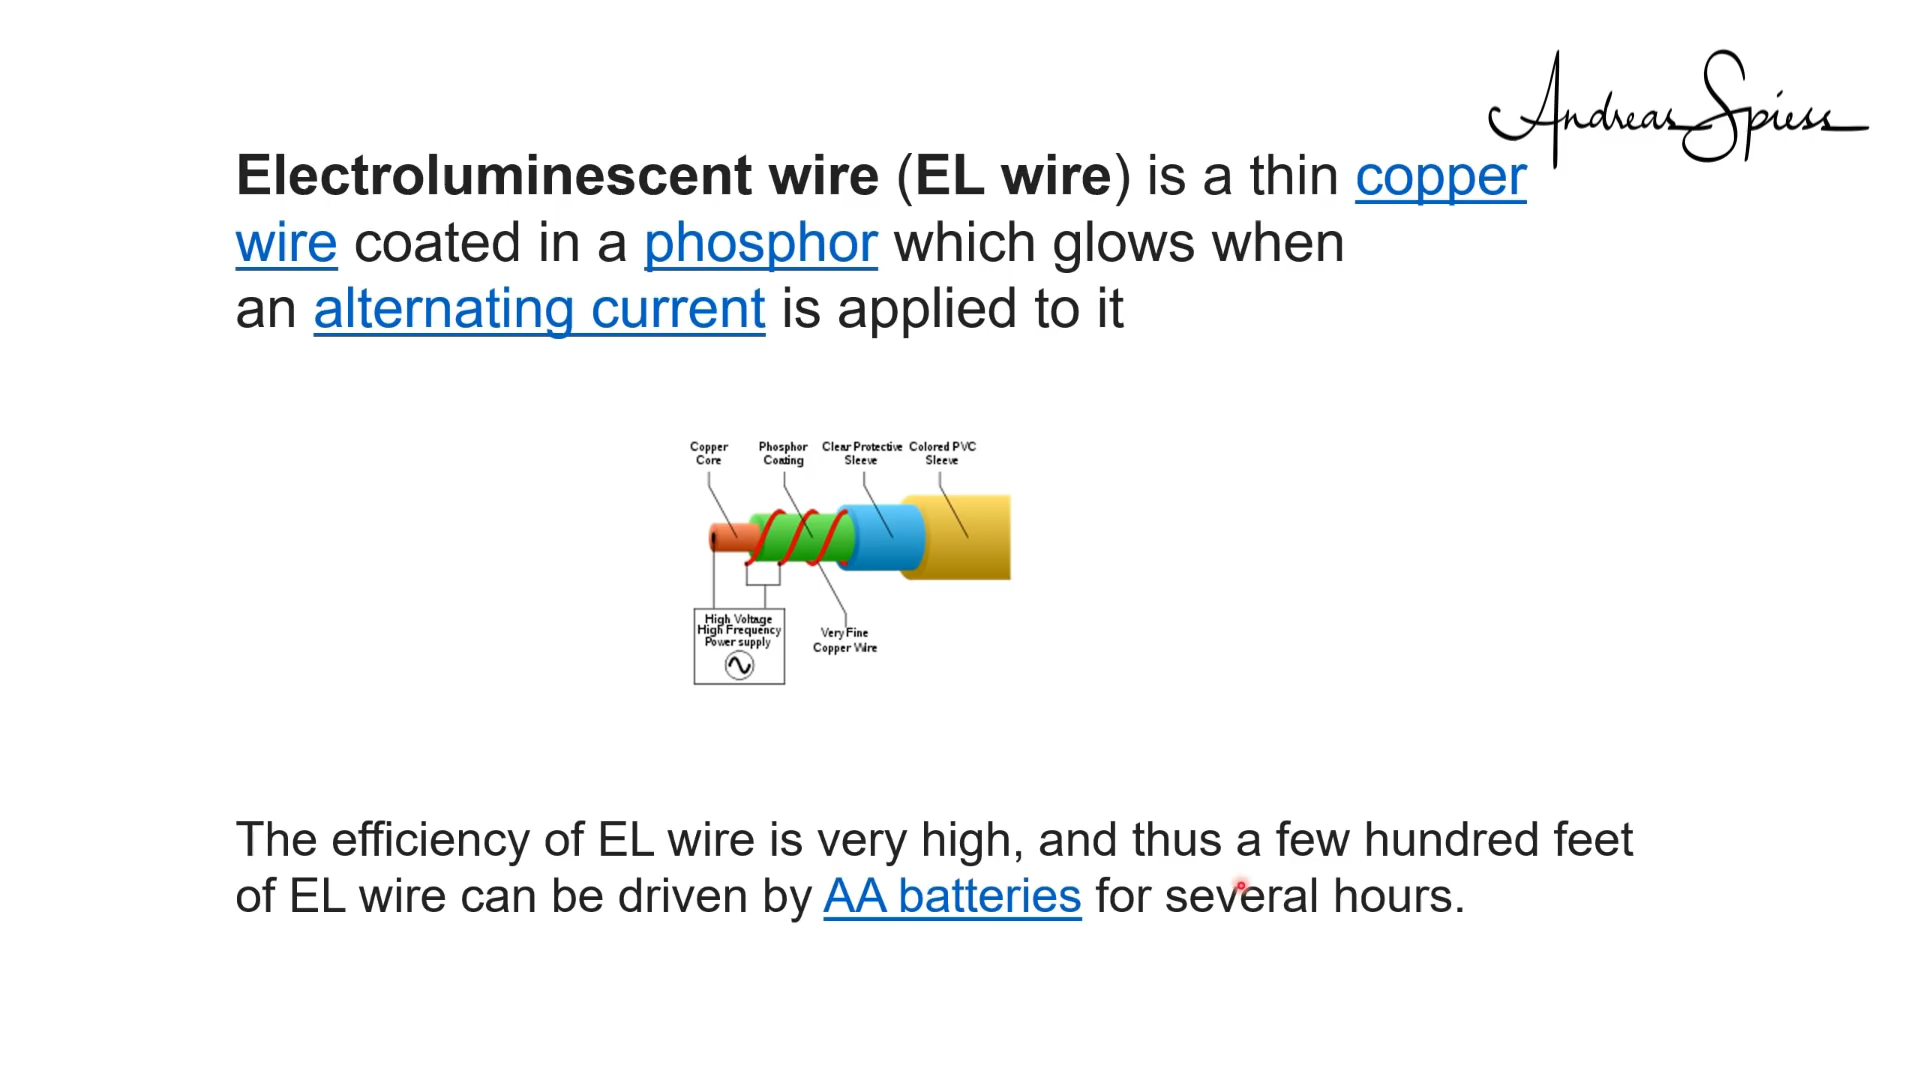 Andreas Spiess
Electroluminescent wire (EL wire) is a thin copper
wire coated in a phosphor which glows when
an alternating current is applied to it
Copper
Core
Phosphor
Coating
Clear Protective
Sleeve
Colored PVC
Sleeve
High Voltage
High Frequency
Power supply
Very Fine
Copper Wire
The efficiency of EL wire is very high, and thus a few hundred feet
of EL wire can be driven by AA batteries for several hours.